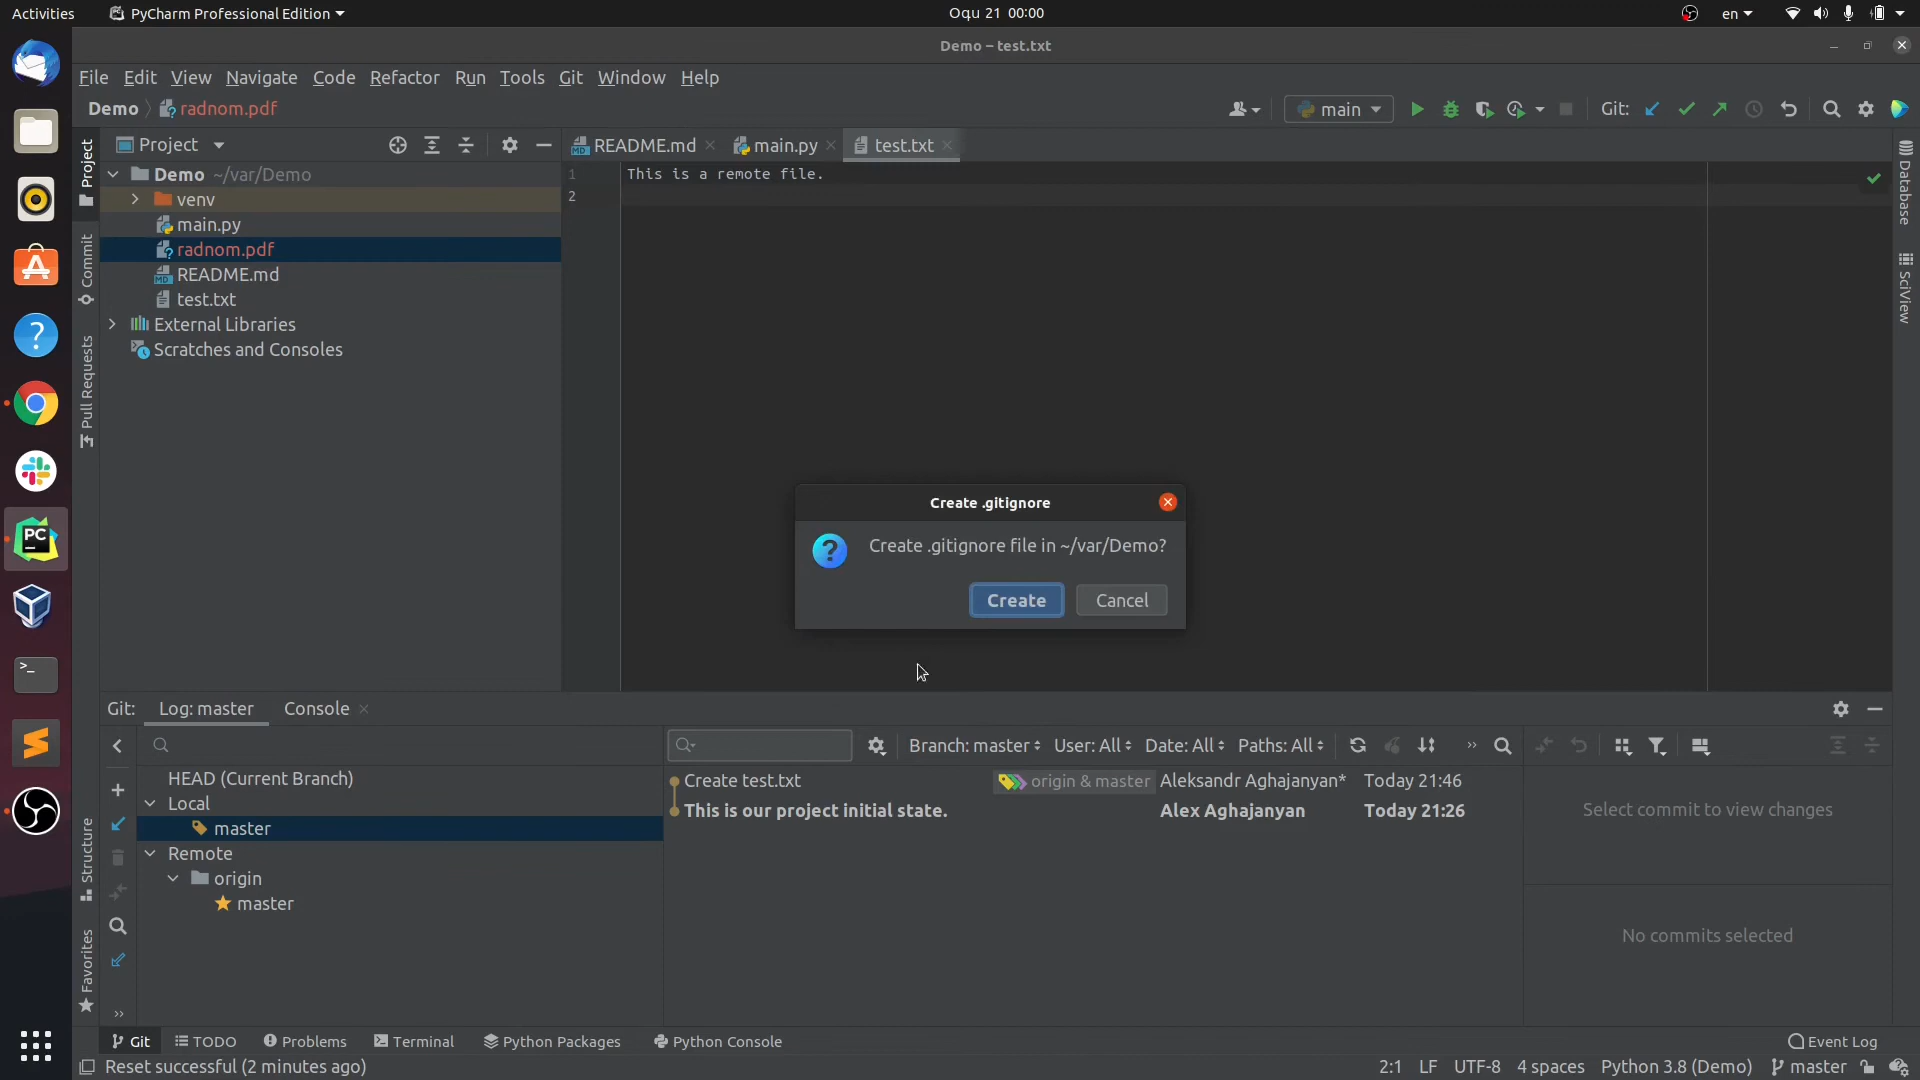 Activities
PyCharm Professional Edition
Օգս 21 00:00
en
Demo – test.txt
File Edit View Navigate Code Refactor Run Tools Git Window Help
Demo
radnom.pdf
main
Git:
Project
Project
README.md
main.py
test.txt
Demo ~/var/Demo
venv
main.py
radnom.pdf
README.md
test.txt
External Libraries
Scratches and Consoles
1
This is a remote file.
2
Commit
Pull Requests
Structure
Favorites
Database
SciView
Create .gitignore
Create .gitignore file in ~/var/Demo?
Create
Cancel
Git:
Log: master
Console
Branch: master
User: All
Date: All
Paths: All
HEAD (Current Branch)
Local
master
Remote
origin
master
Create test.txt
origin & master
Aleksandr Aghajanyan*
Today 21:46
This is our project initial state.
Alex Aghajanyan
Today 21:26
Select commit to view changes
No commits selected
Git
TODO
Problems
Terminal
Python Packages
Python Console
Event Log
Reset successful (2 minutes ago)
2:1
LF
UTF-8
4 spaces
Python 3.8 (Demo)
master
PC